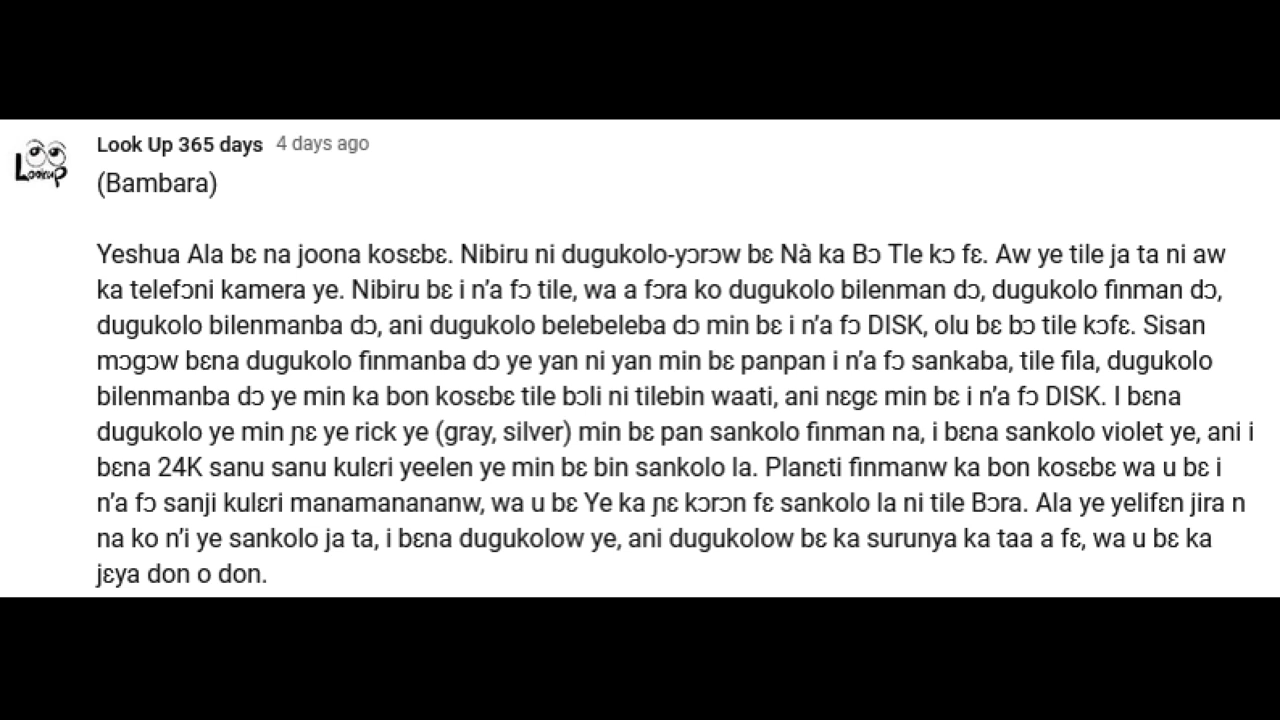 Look Up 365 days 4 days ago
Lookup
(Bambara)
Yeshua Ala bɛ na joona kosɛbɛ. Nibiru ni dugukolo-yɔrɔw bɛ Nà ka Bɔ Tle kɔ fɛ. Aw ye tile ja ta ni aw
ka telefɔni kamera ye. Nibiru bɛ i n’a fɔ tile, wa a fɔra ko dugukolo bilenman dɔ, dugukolo finman dɔ,
dugukolo bilenmanba dɔ, ani dugukolo belebeleba dɔ min bɛ i n’a fɔ DISK, olu bɛ bɔ tile kɔfɛ. Sisan
mɔgɔw bɛna dugukolo finmanba dɔ ye yan ni yan min bɛ panpan i n’a fɔ sankaba, tile fila, dugukolo
bilenmanba dɔ ye min ka bon kosɛbɛ tile bɔli ni tilebin waati, ani nɛgɛ min bɛ i n’a fɔ DISK. I bɛna
dugukolo ye min ɲɛ ye rick ye (gray, silver) min bɛ pan sankolo finman na, i bɛna sankolo violet ye, ani i
bɛna 24K sanu sanu kulɛri yeelen ye min bɛ bin sankolo la. Planɛti finmanw ka bon kosɛbɛ wa u bɛ i
n’a fɔ sanji kulɛri manamanananw, wa u bɛ Ye ka ɲɛ kɔrɔn fɛ sankolo la ni tile Bɔra. Ala ye yelifɛn jira n
na ko n’i ye sankolo ja ta, i bɛna dugukolow ye, ani dugukolow bɛ ka surunya ka taa a fɛ, wa u bɛ ka
jɛya don o don.